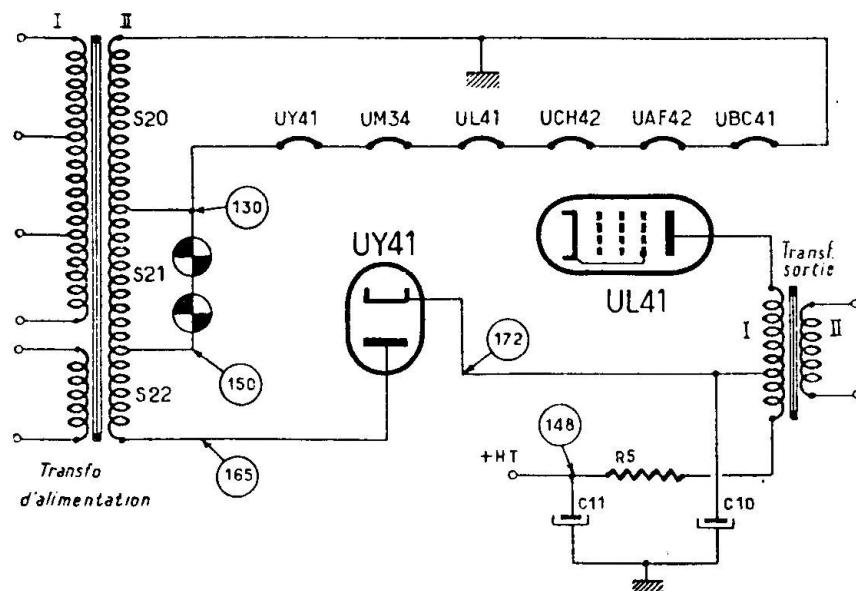 I II
S20
UY41 UM34 UL41 UCH42 UAF42 UBC41
130
S21
UY41
UL41
Transf.
sortie
I II
172
150
S22
165
148
+HT
R5
C11
C10
Transfo
d'alimentation